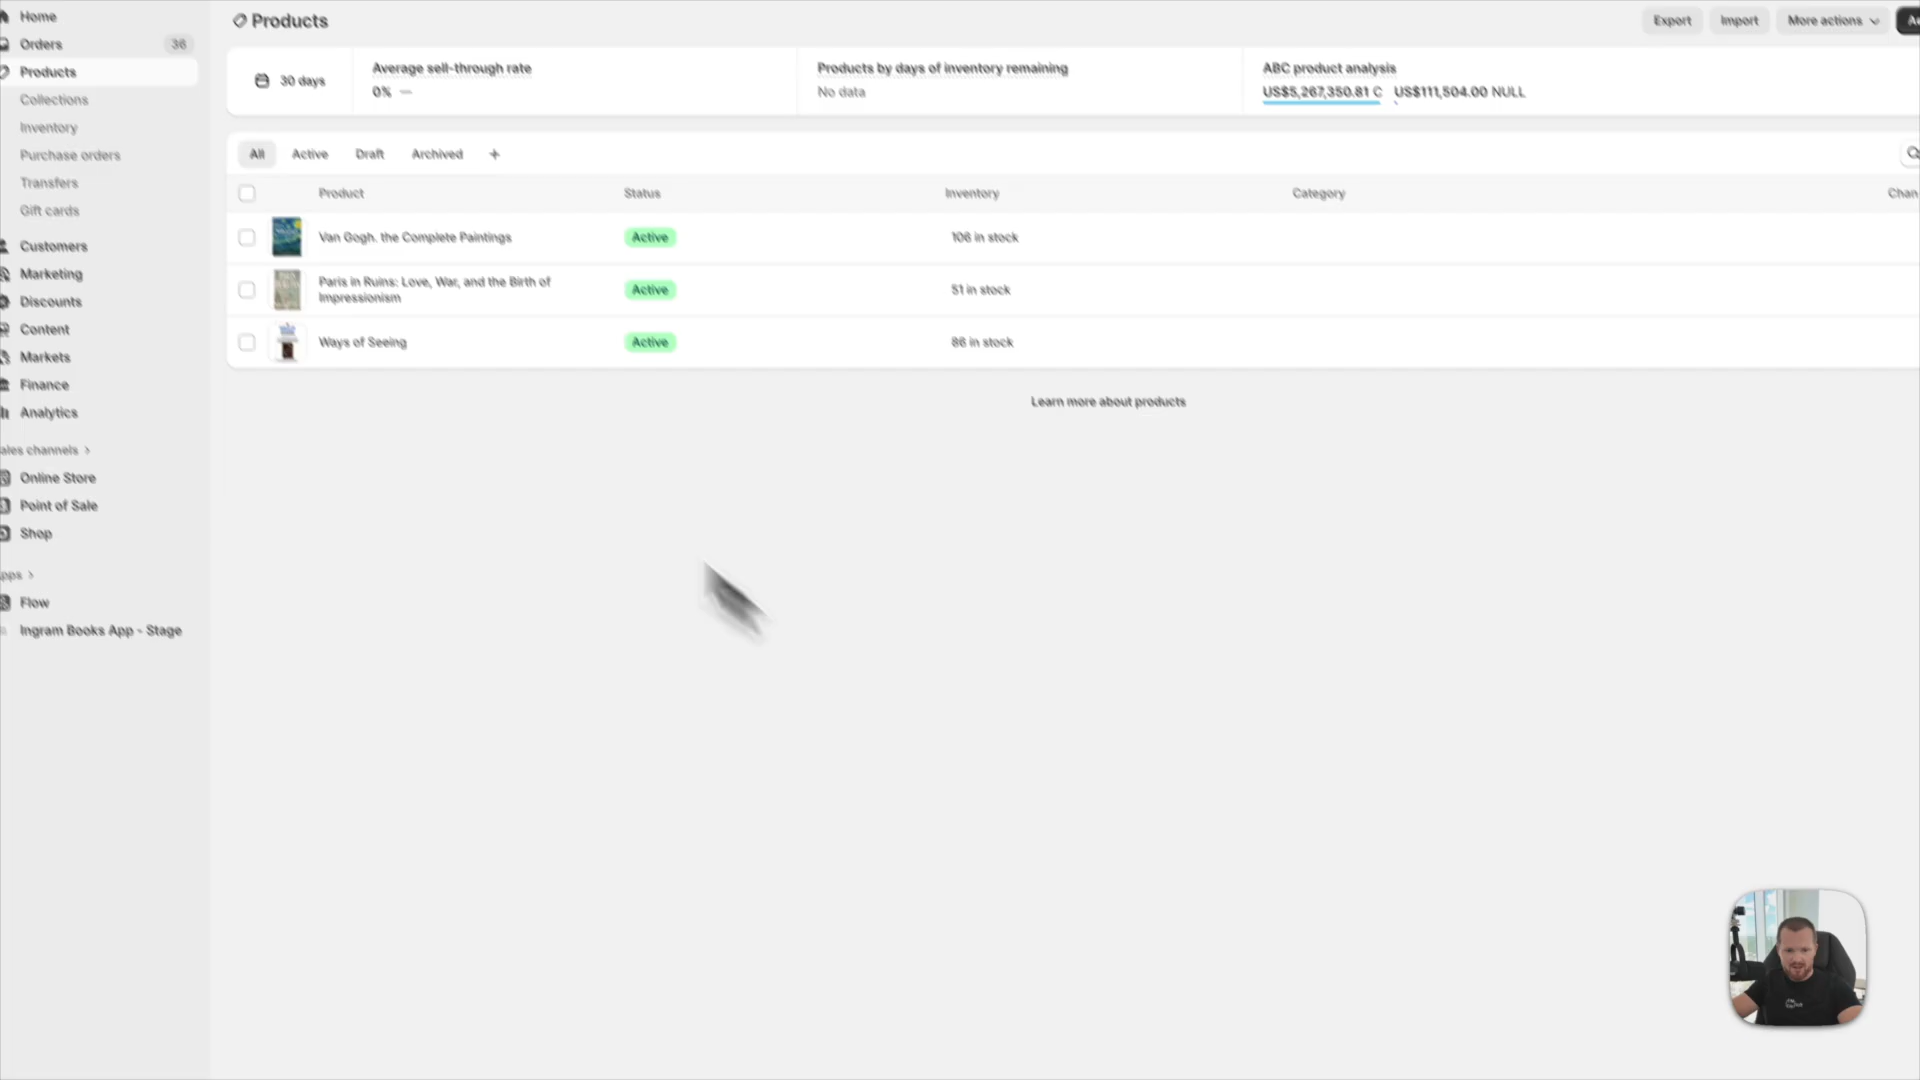 Home
Orders 36
Products
Collections
Inventory
Purchase orders
Transfers
Gift cards
Customers
Marketing
Discounts
Content
Markets
Finance
Analytics
ales channels >
Online Store
Point of Sale
Shop
pps >
Flow
Ingram Books App - Stage
Products
Export Import More actions
30 days
Average sell-through rate
0% —
Products by days of inventory remaining
No data
ABC product analysis
US$5,267,350.81 C US$111,504.00 NULL
All Active Draft Archived +
Product Status Inventory Category Chan
Van Gogh. the Complete Paintings Active 106 in stock
Paris in Ruins: Love, War, and the Birth of
Impressionism
Active 51 in stock
Ways of Seeing Active 86 in stock
Learn more about products